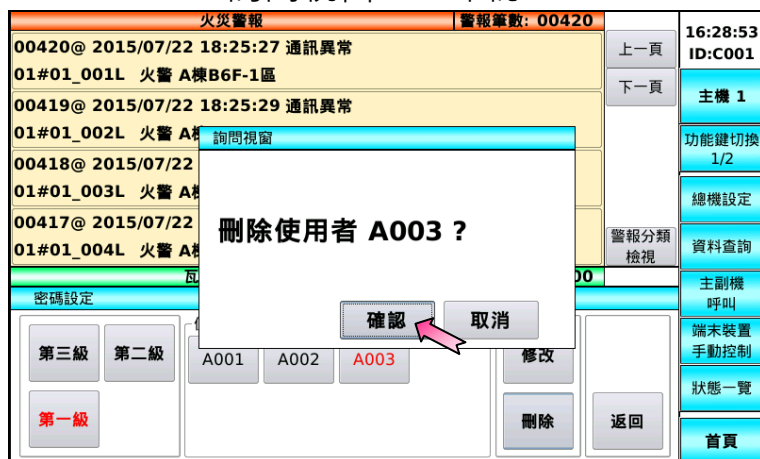 火災警報
警報筆數: 00420
00420@ 2015/07/22 18:25:27 通訊異常
01#01_001L 火警 A棟B6F-1區
00419@ 2015/07/22 18:25:29 通訊異常
01#01_002L 火警 A棟
00418@ 2015/07/22
01#01_003L 火警 A棟
00417@ 2015/07/22
01#01_004L 火警 A棟
上一頁
下一頁
警報分類
檢視
瓦
00
詢問視窗
刪除使用者 A003 ?
確認
取消
密碼設定
第三級
第二級
第一級
A001
A002
A003
修改
刪除
返回
16:28:53
ID:C001
主機 1
功能鍵切換
1/2
總機設定
資料查詢
主副機
呼叫
端末裝置
手動控制
狀態一覽
首頁